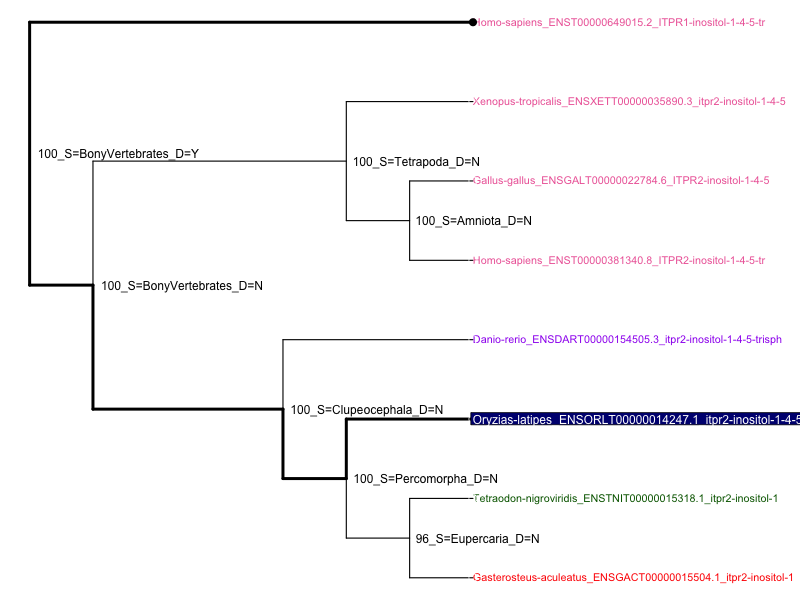 Homo-sapiens_ENST00000649015.2_ITPR1-inositol-1-4-5-tr
Xenopus-tropicalis_ENSXETT00000035890.3_itpr2-inositol-1-4-5
100_S=BonyVertebrates_D=Y
100_S=Tetrapoda_D=N
Gallus-gallus_ENSGALT00000022784.6_ITPR2-inositol-1-4-5
100_S=Amniota_D=N
Homo-sapiens_ENST00000381340.8_ITPR2-inositol-1-4-5-tr
100_S=BonyVertebrates_D=N
Danio-rerio_ENSDART00000154505.3_itpr2-inositol-1-4-5-trisph
100_S=Clupeocephala_D=N
Oryzias-latipes_ENSORLT00000014247.1_itpr2-inositol-1-4-5
100_S=Percomorpha_D=N
Tetraodon-nigroviridis_ENSTNIT00000015318.1_itpr2-inositol-1
96_S=Eupercaria_D=N
Gasterosteus-aculeatus_ENSGACT00000015504.1_itpr2-inositol-1